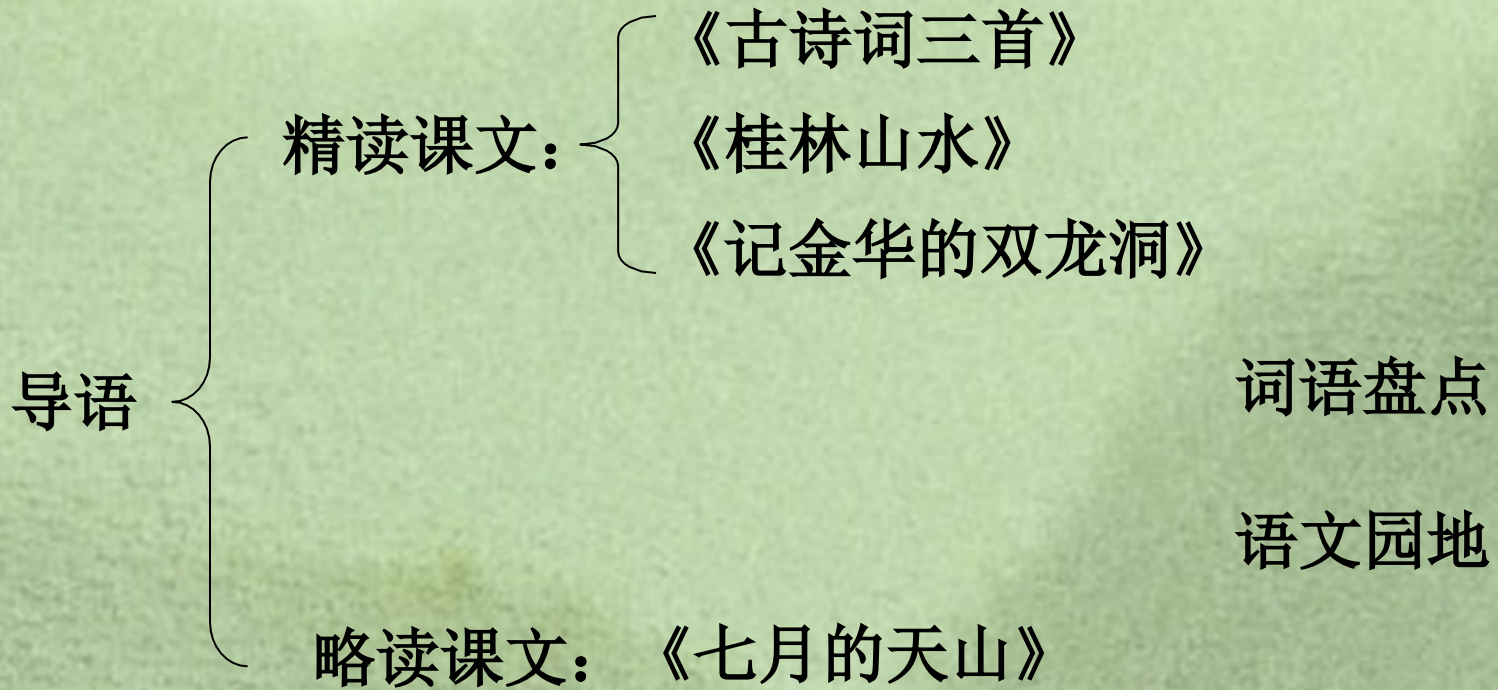 《古诗词三首》
精读课文：
《桂林山水》
《记金华的双龙洞》
导语
词语盘点
语文园地
略读课文：《七月的天山》